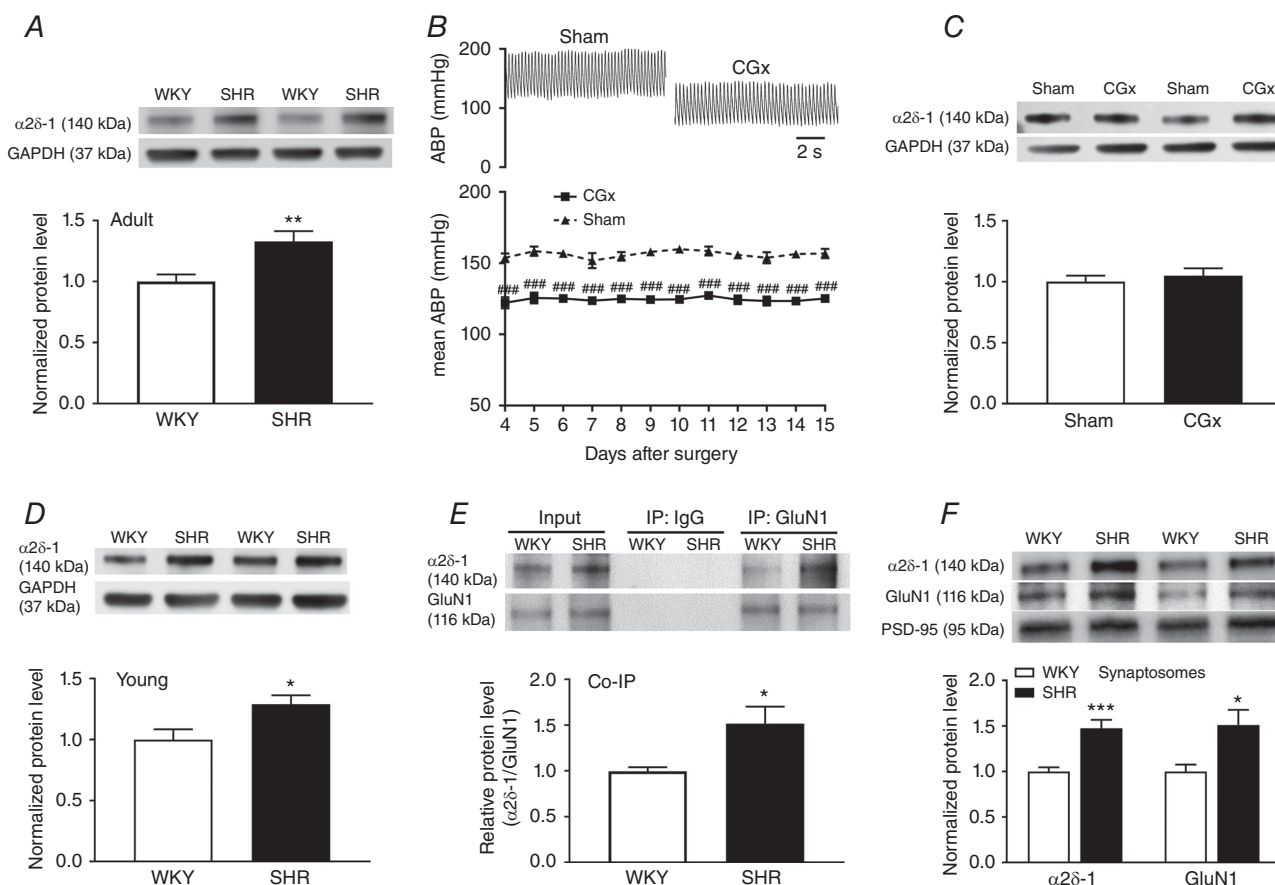 A
WKY SHR WKY SHR
α2δ-1 (140 kDa)
GAPDH (37 kDa)
Normalized protein level
1.5
1.0
0.5
0.0
Adult
**
WKY SHR
B
ABP (mmHg)
200
100
0
Sham
CGx
2 s
mean ABP (mmHg)
200
150
100
50
CGx
Sham
### ### ### ### ### ### ### ### ### ### ### ###
4 5 6 7 8 9 10 11 12 13 14 15
Days after surgery
C
Sham CGx Sham CGx
α2δ-1 (140 kDa)
GAPDH (37 kDa)
Normalized protein level
1.5
1.0
0.5
0.0
Sham CGx
D
WKY SHR WKY SHR
α2δ-1
(140 kDa)
GAPDH
(37 kDa)
Normalized protein level
1.5
1.0
0.5
0.0
Young
*
WKY SHR
E
Input IP: IgG IP: GluN1
WKY SHR WKY SHR WKY SHR
α2δ-1
(140 kDa)
GluN1
(116 kDa)
Relative protein level
(α2δ-1/GluN1)
2.0
1.5
1.0
0.5
0.0
Co-IP
*
WKY SHR
F
WKY SHR WKY SHR
α2δ-1 (140 kDa)
GluN1 (116 kDa)
PSD-95 (95 kDa)
Normalized protein level
2.0
1.5
1.0
0.5
0.0
WKY Synaptosomes
SHR
*** *
α2δ-1 GluN1